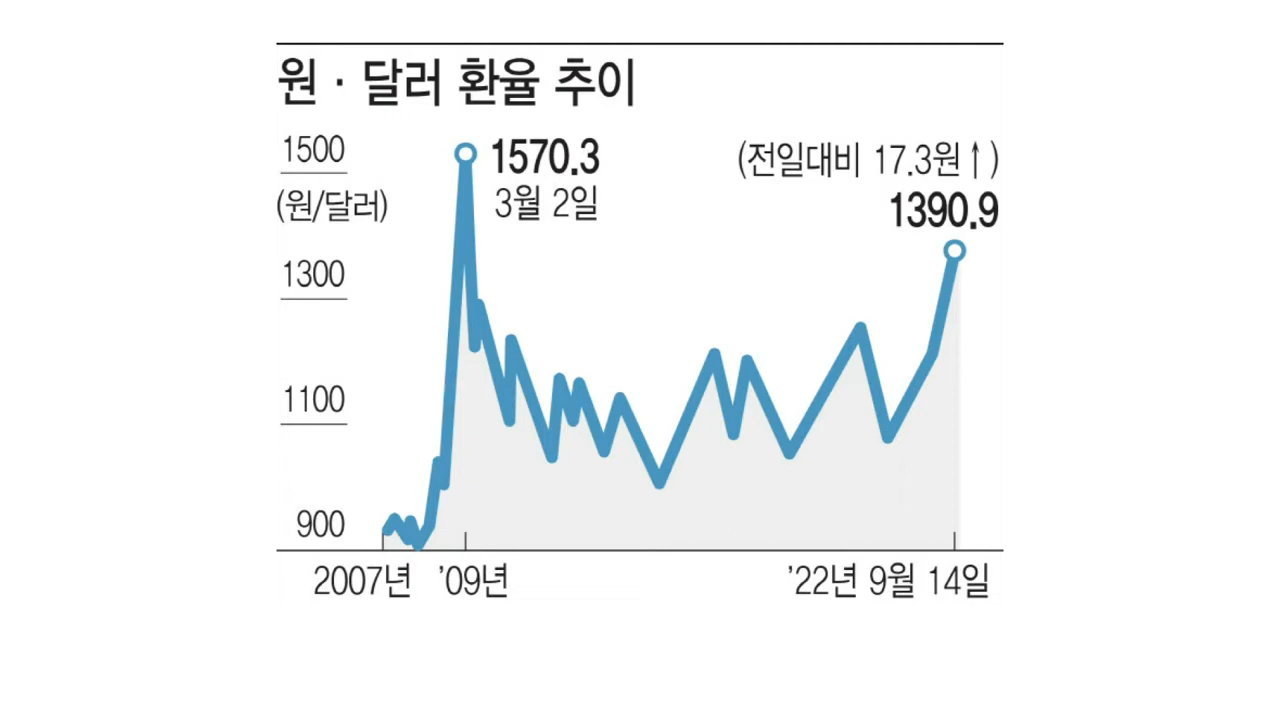 원·달러 환율 추이
1500
(원/달러)
1300
1100
900
1570.3
3월 2일
(전일대비 17.3원↑)
1390.9
2007년 ’09년 ’22년 9월 14일